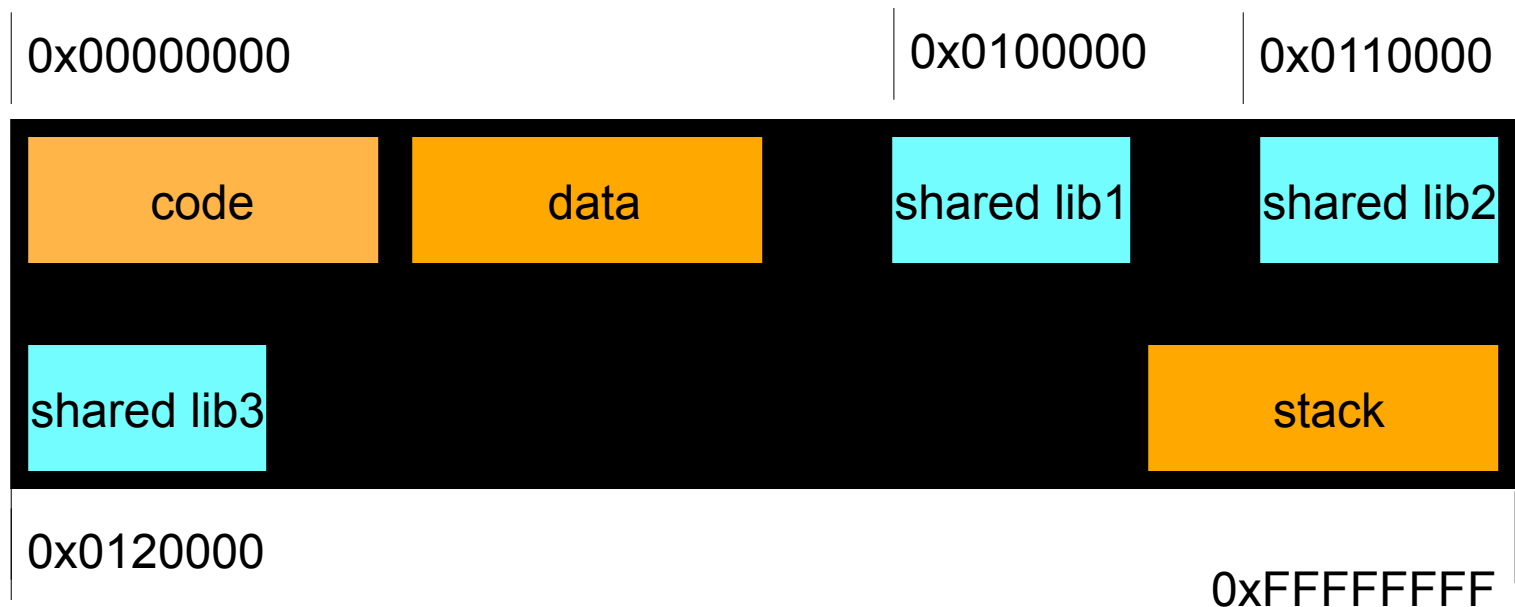 0x00000000
0x0100000
0x0110000
code
data
shared lib1
shared lib2
shared lib3
stack
0x0120000
0xFFFFFFFF